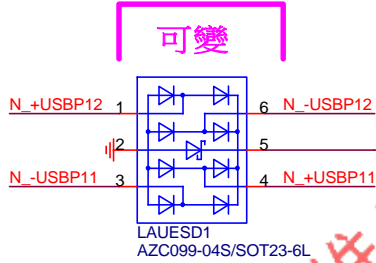 可變
N_+USBP12 1
6 N_-USBP12
2
5
N_-USBP11 3
4 N_+USBP11
LAUESD1
AZC099-04S/SOT23-6L